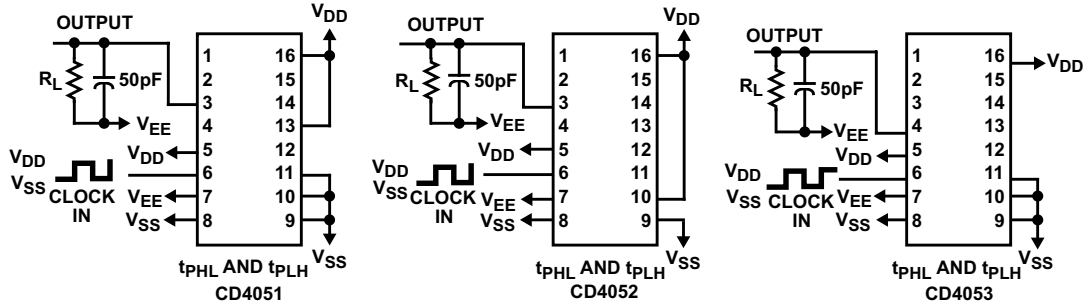 OUTPUT
RL
50pF
VEE
VDD
VDD
VSS
CLOCK
IN
VEE
VSS
1
2
3
4
5
6
7
8
16
15
14
13
12
11
10
9
VDD
VSS
tPHL AND tPLH
CD4051
OUTPUT
RL
50pF
VEE
VDD
VDD
VSS
CLOCK
IN
VEE
VSS
1
2
3
4
5
6
7
8
16
15
14
13
12
11
10
9
VDD
VSS
tPHL AND tPLH
CD4052
OUTPUT
RL
50pF
VEE
VDD
VDD
VSS
CLOCK
IN
VEE
VSS
1
2
3
4
5
6
7
8
16
15
14
13
12
11
10
9
VDD
VSS
tPHL AND tPLH
CD4053